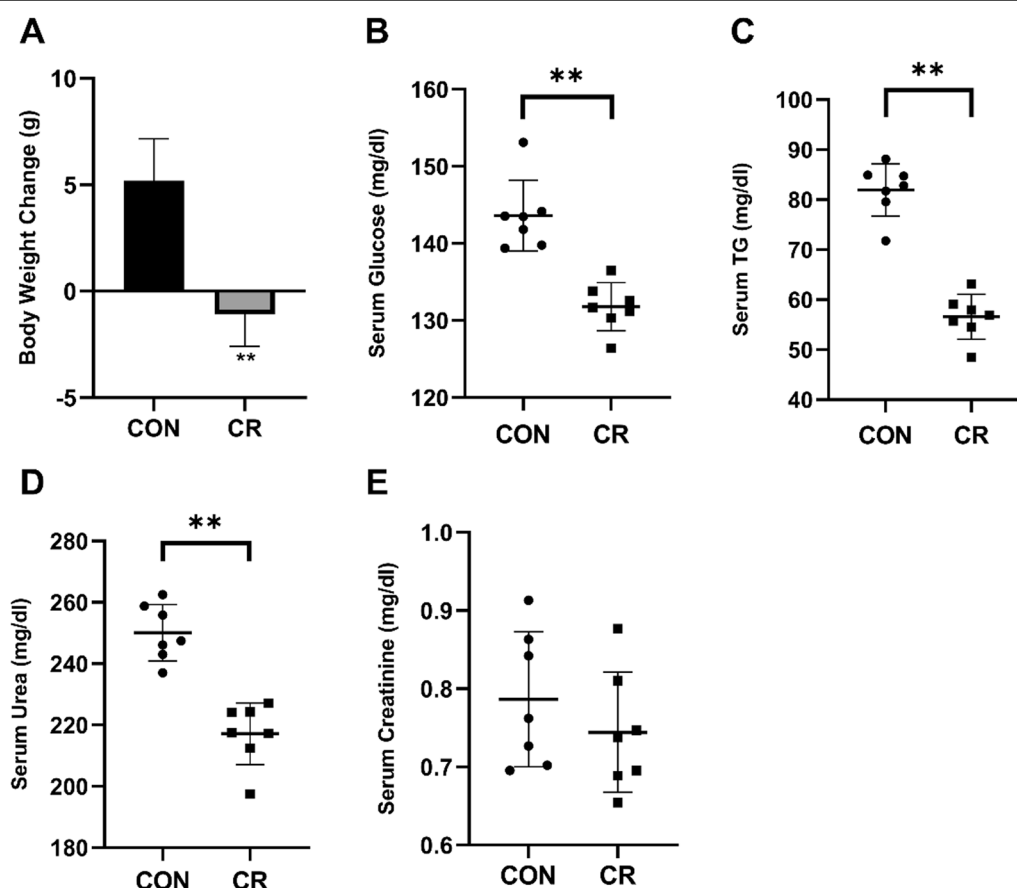 A
Body Weight Change (g)
10
5
0
-5
**
CON CR
B
Serum Glucose (mg/dl)
160
150
140
130
120
**
CON CR
C
Serum TG (mg/dl)
100
90
80
70
60
50
40
**
CON CR
D
Serum Urea (mg/dl)
280
260
240
220
200
180
**
CON CR
E
Serum Creatinine (mg/dl)
1.0
0.9
0.8
0.7
0.6
CON CR